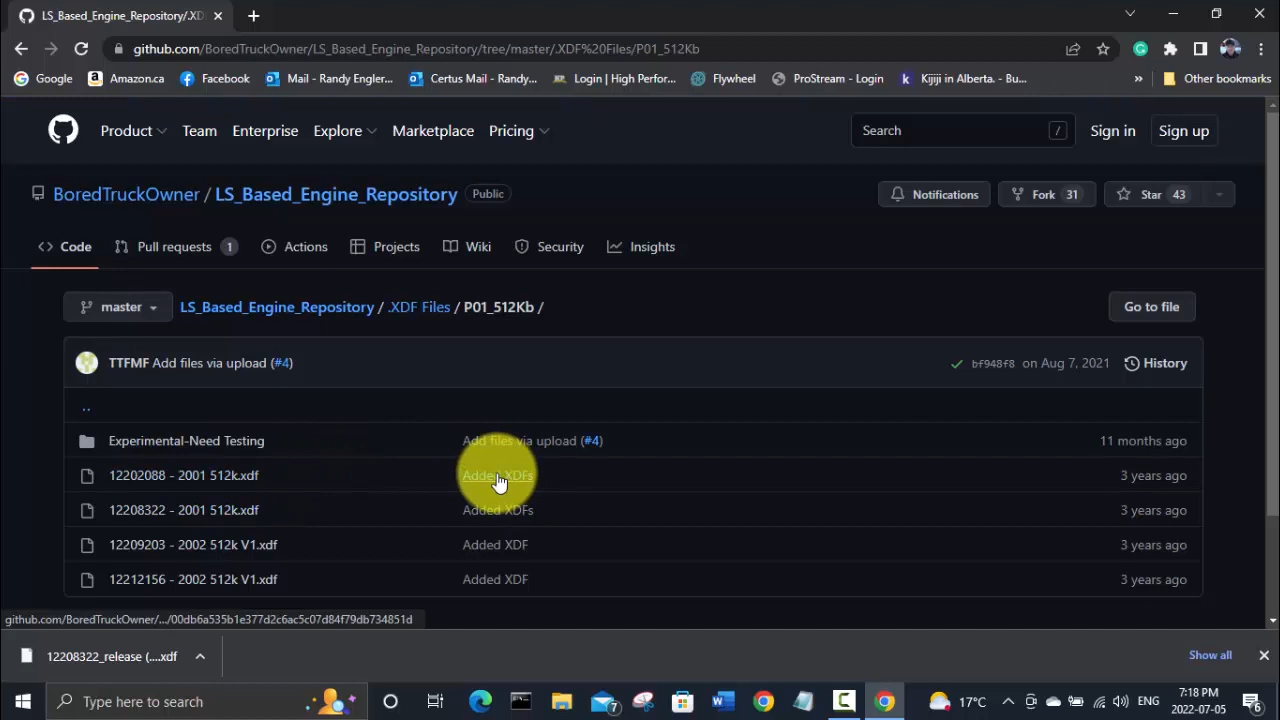 LS_Based_Engine_Repository/.XD
github.com/BoredTruckOwner/LS_Based_Engine_Repository/tree/master/.XDF%20Files/P01_512Kb
Google
Amazon.ca
Facebook
Mail - Randy Engler...
Certus Mail - Randy...
Login | High Perfor...
Flywheel
ProStream - Login
Kijiji in Alberta. - Bu...
»
Other bookmarks
Product
Team
Enterprise
Explore
Marketplace
Pricing
Search /
Sign in
Sign up
BoredTruckOwner / LS_Based_Engine_Repository Public
Notifications
Fork 31
Star 43
<> Code
Pull requests 1
Actions
Projects
Wiki
Security
Insights
master
LS_Based_Engine_Repository / .XDF Files / P01_512Kb /
Go to file
TTFMF Add files via upload (#4)
bf948f8 on Aug 7, 2021
History
..
Experimental-Need Testing Add files via upload (#4) 11 months ago
12202088 - 2001 512k.xdf Added XDFs 3 years ago
12208322 - 2001 512k.xdf Added XDFs 3 years ago
12209203 - 2002 512k V1.xdf Added XDF 3 years ago
12212156 - 2002 512k V1.xdf Added XDF 3 years ago
github.com/BoredTruckOwner/.../00db6a535b1e377d2c6ac5c07d84f79db734851d
12208322_release (....xdf
Show all
Type here to search
7
17°C
ENG
7:18 PM
2022-07-05
6